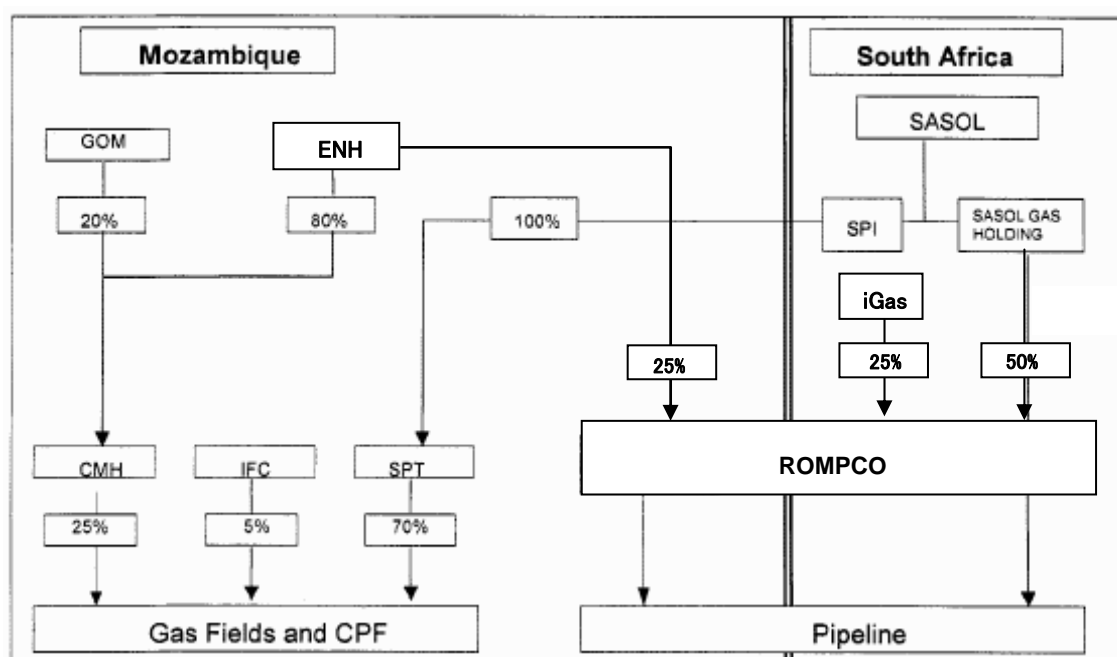 Mozambique
South Africa
SASOL
GOM
ENH
20%
80%
100%
SPI
SASOL GAS
HOLDING
iGas
25%
25%
50%
CMH
IFC
SPT
ROMPCO
25%
5%
70%
Gas Fields and CPF
Pipeline